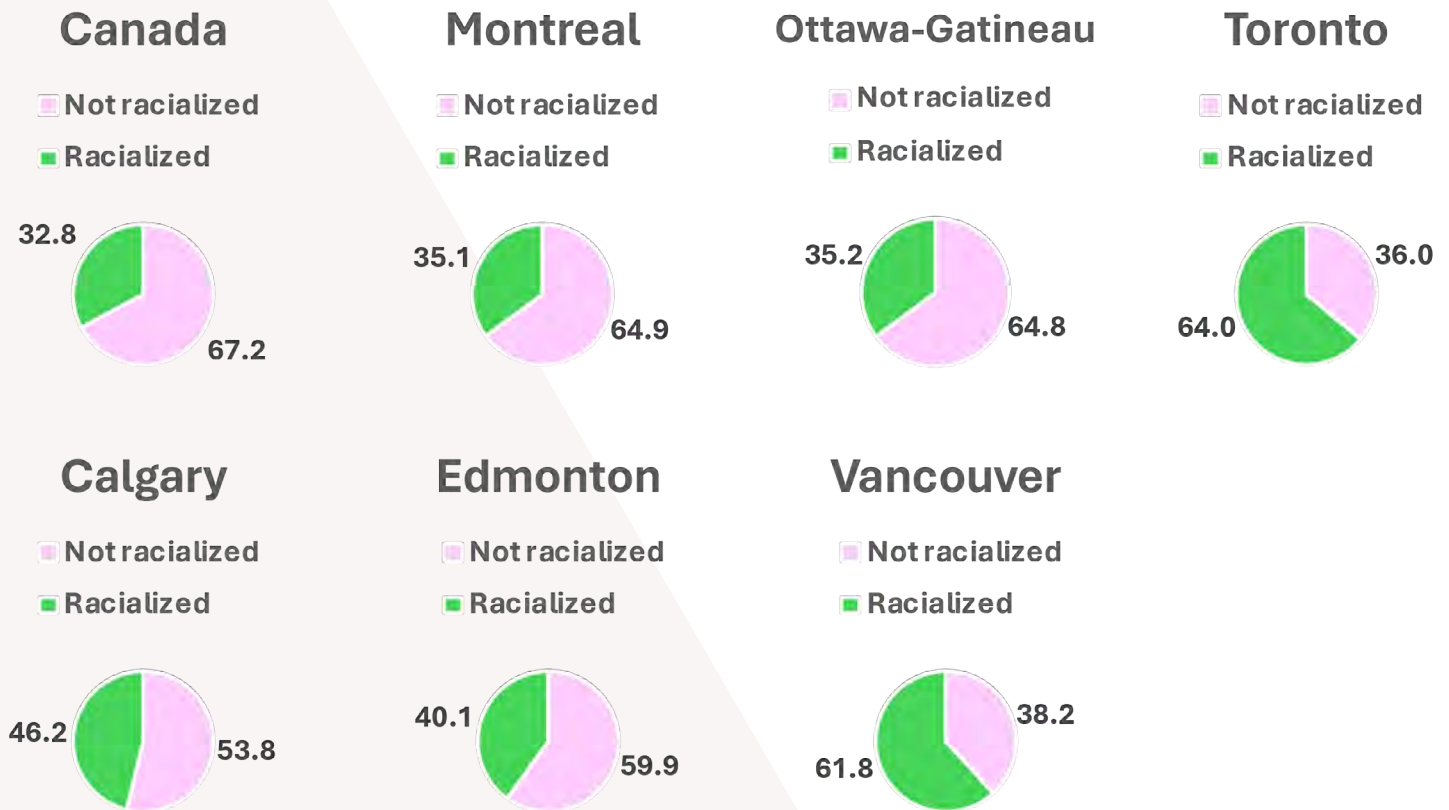 Canada
Not racialized
Racialized
32.8
67.2
Montreal
Not racialized
Racialized
35.1
64.9
Ottawa-Gatineau
Not racialized
Racialized
35.2
64.8
Toronto
Not racialized
Racialized
36.0
64.0
Calgary
Not racialized
Racialized
46.2
53.8
Edmonton
Not racialized
Racialized
40.1
59.9
Vancouver
Not racialized
Racialized
38.2
61.8